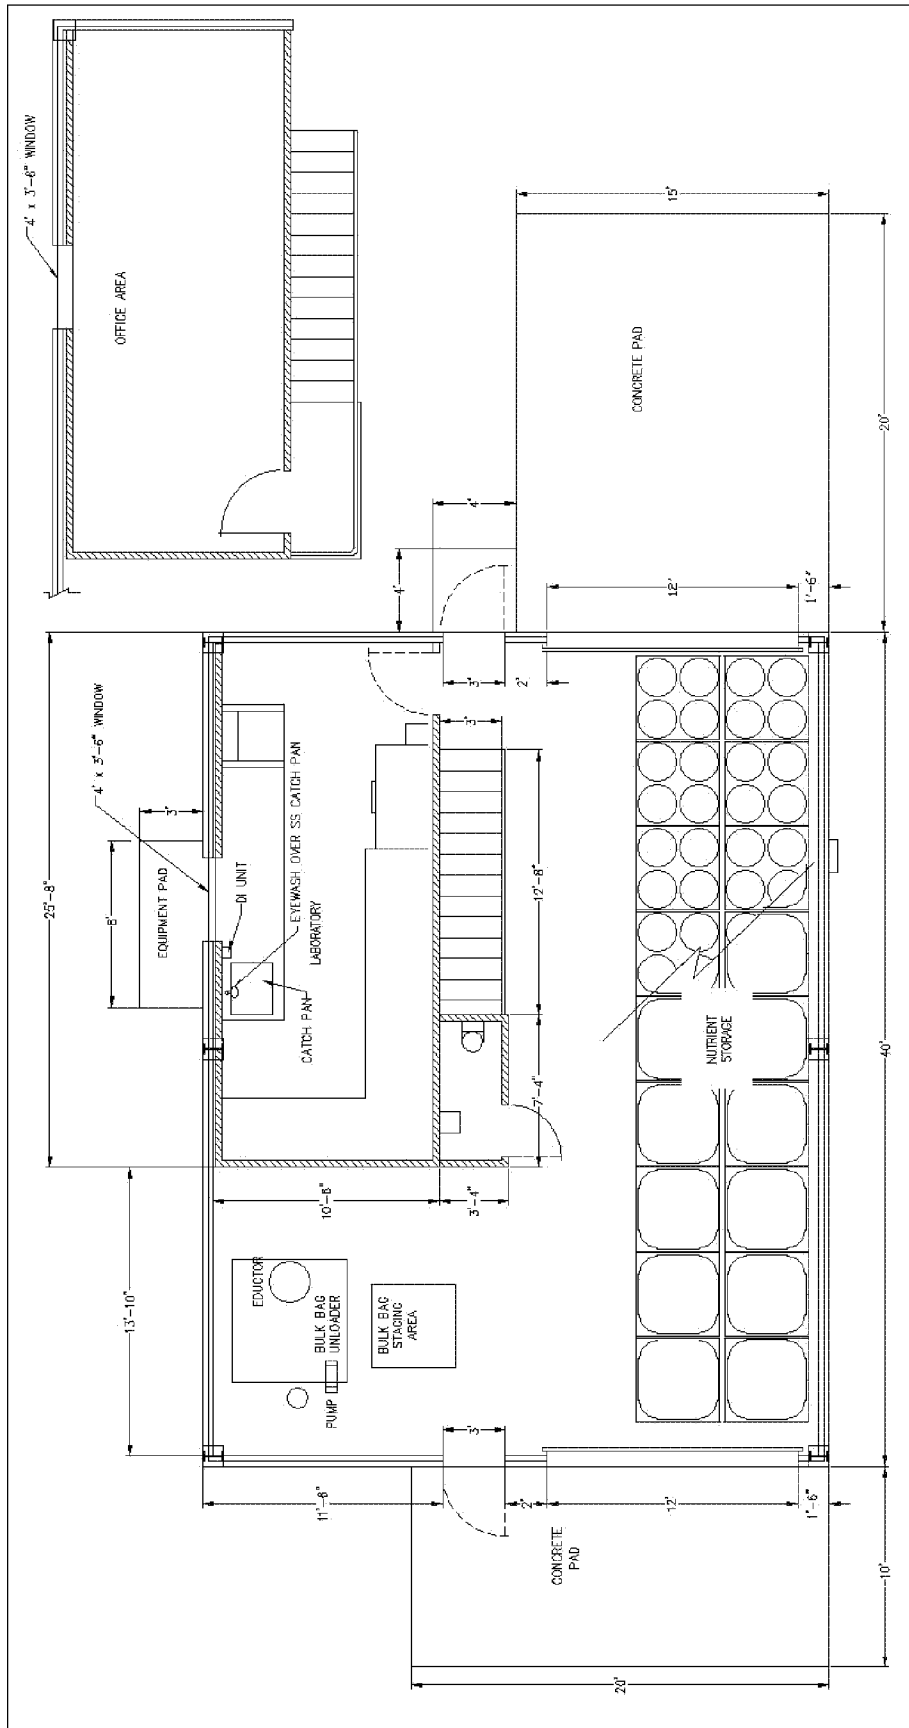 4' x 3'-6" WINDOW
OFFICE AREA
25'-8"
4' x 3'-6" WINDOW
13'-10"
8'
3'
EQUIPMENT PAD
DI UNIT
EYEWASH OVER SS CATCH PAN
CATCH PAN
LABORATORY
EDUCTOR
BULK BAG
UNLOADER
PUMP
10'-6"
11'-6"
BULK BAG
STAGING
AREA
3'-4"
3'
3'
3'
4'
4'
7'-4"
12'-8"
2'
2'
CONCRETE
PAD
CONCRETE PAD
12'
12'
15'
20'
NUTRIENT
STORAGE
1'-6"
1'-6"
10'
40'
20'